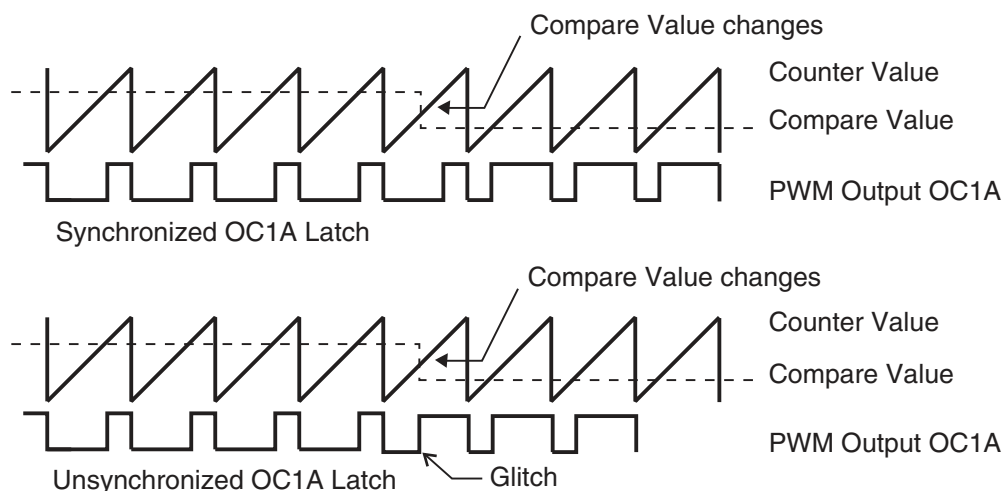 Compare Value changes
Counter Value
Compare Value
PWM Output OC1A
Synchronized OC1A Latch
Compare Value changes
Counter Value
Compare Value
PWM Output OC1A
Unsynchronized OC1A Latch
Glitch